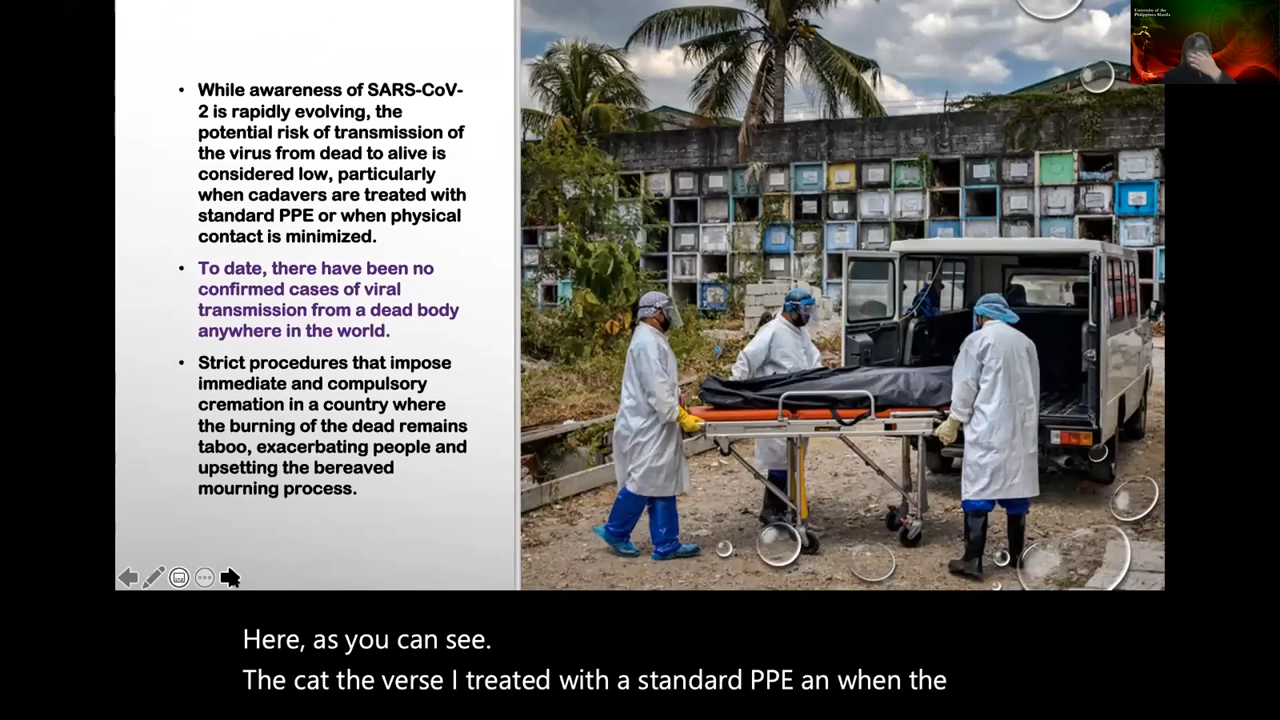 While awareness of SARS-CoV-
2 is rapidly evolving, the
potential risk of transmission of
the virus from dead to alive is
considered low, particularly
when cadavers are treated with
standard PPE or when physical
contact is minimized.
To date, there have been no
confirmed cases of viral
transmission from a dead body
anywhere in the world.
Strict procedures that impose
immediate and compulsory
cremation in a country where
the burning of the dead remains
taboo, exacerbating people and
upsetting the bereaved
mourning process.
University of the
Philippines Manila
Here, as you can see.
The cat the verse I treated with a standard PPE an when the